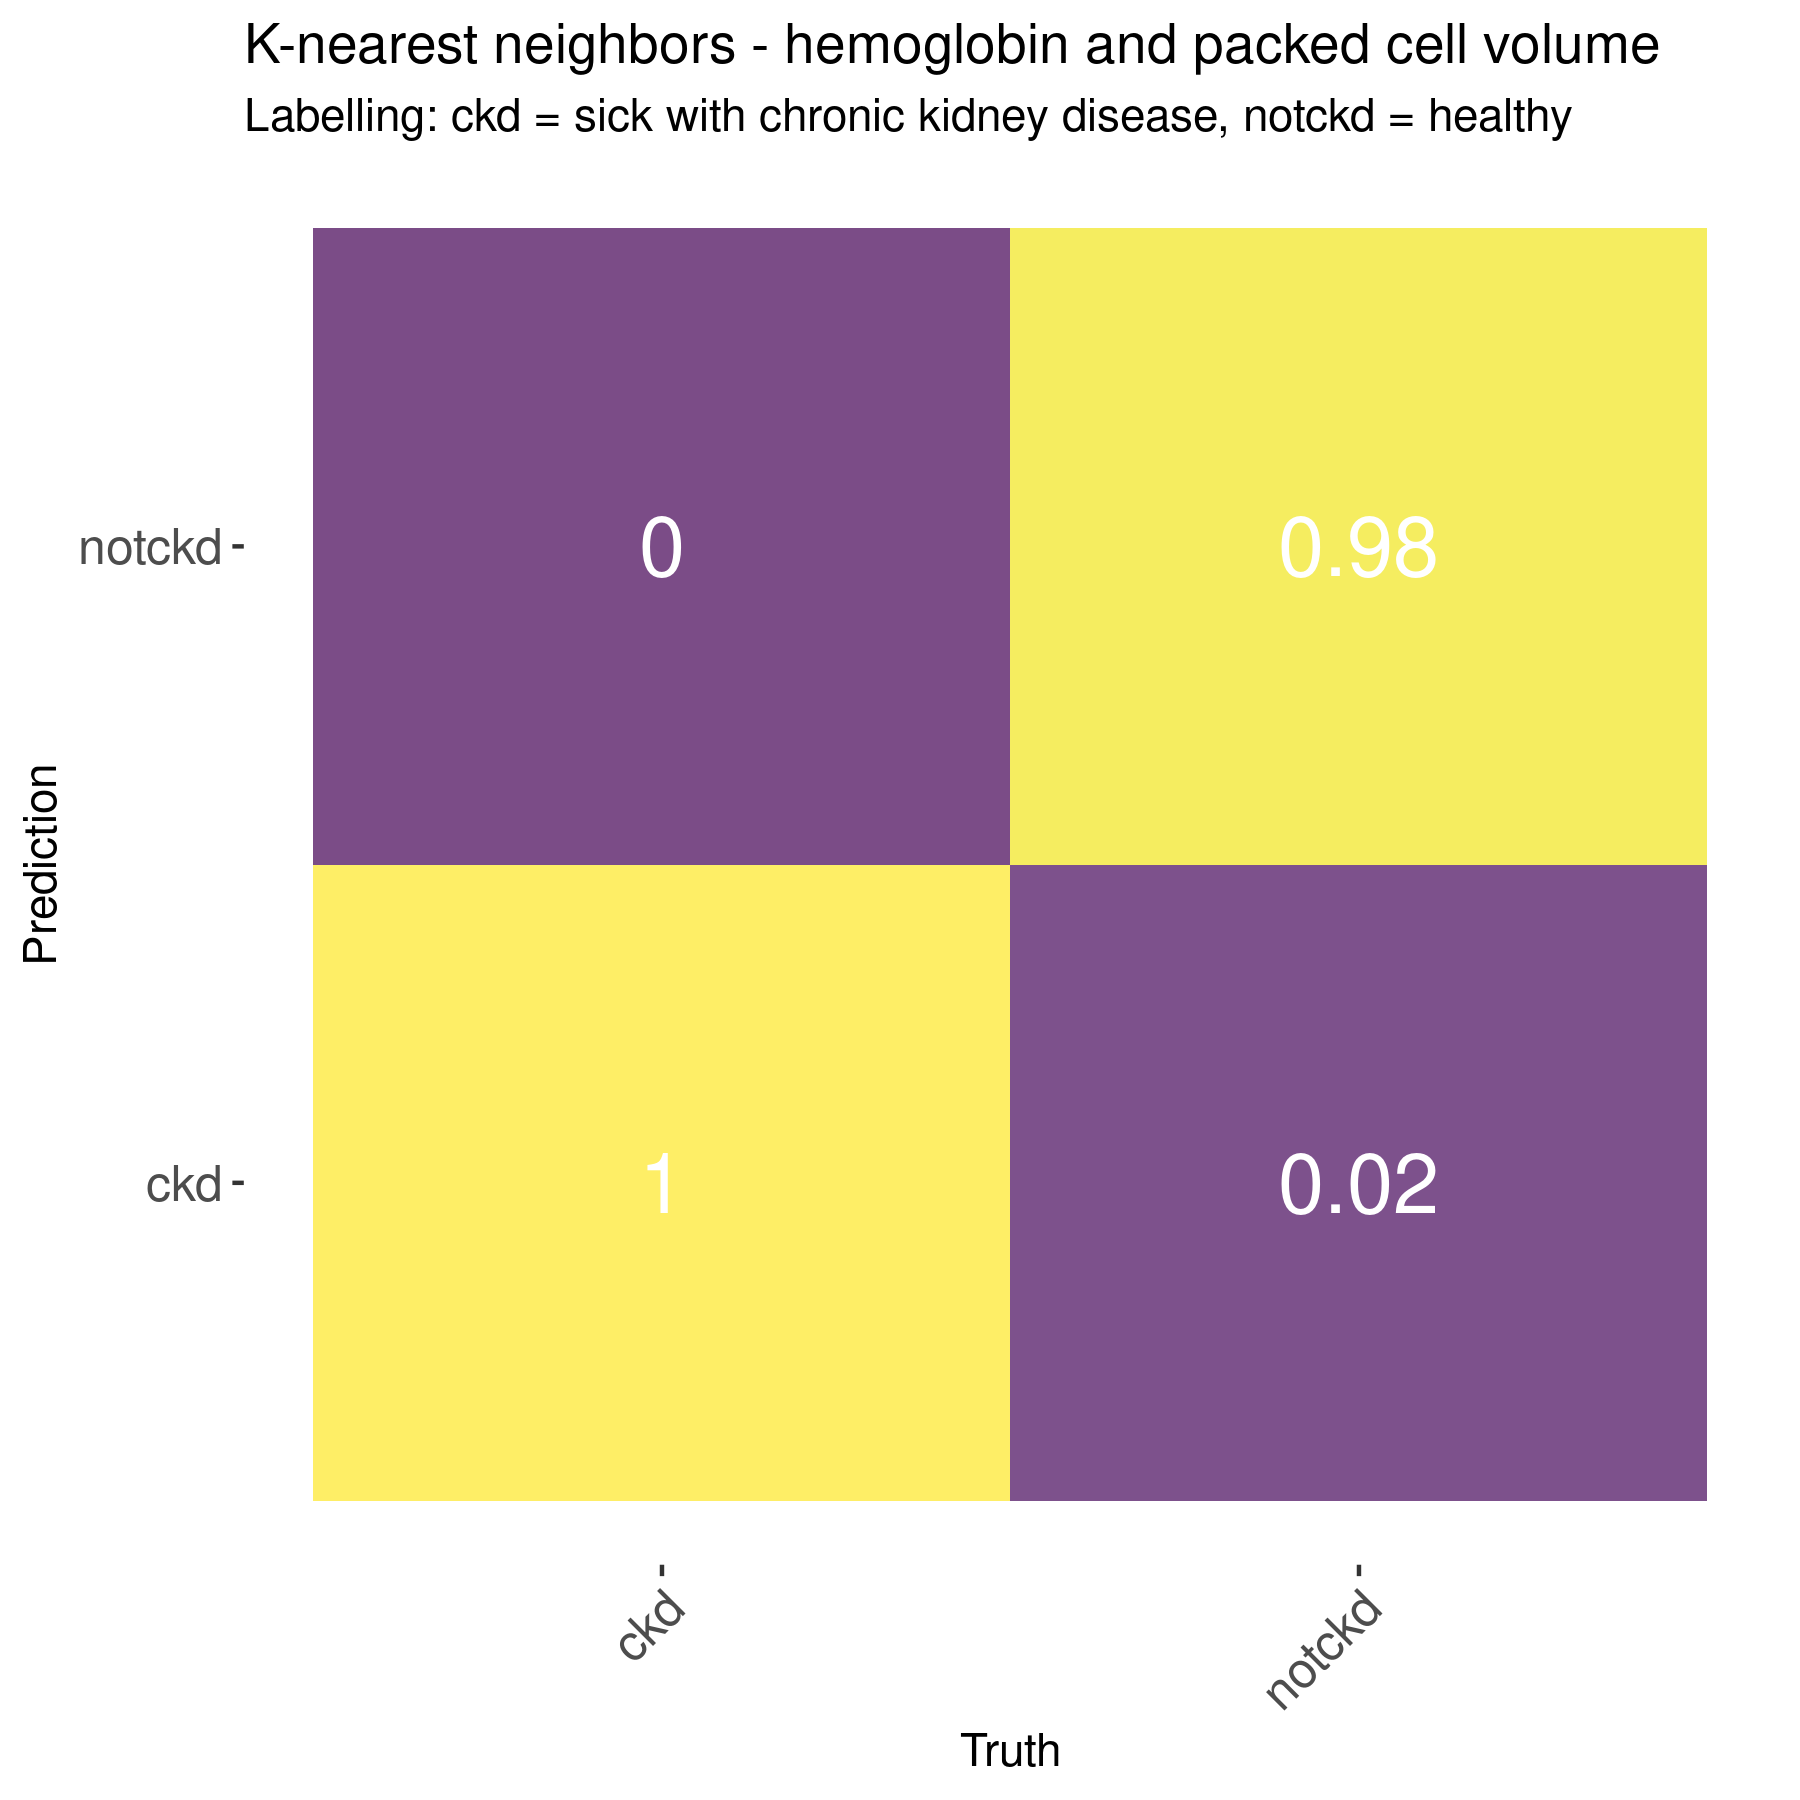 K-nearest neighbors - hemoglobin and packed cell volume
Labelling: ckd = sick with chronic kidney disease, notckd = healthy
notckd
0
0.98
Prediction
ckd
1
0.02
ckd
notckd
Truth